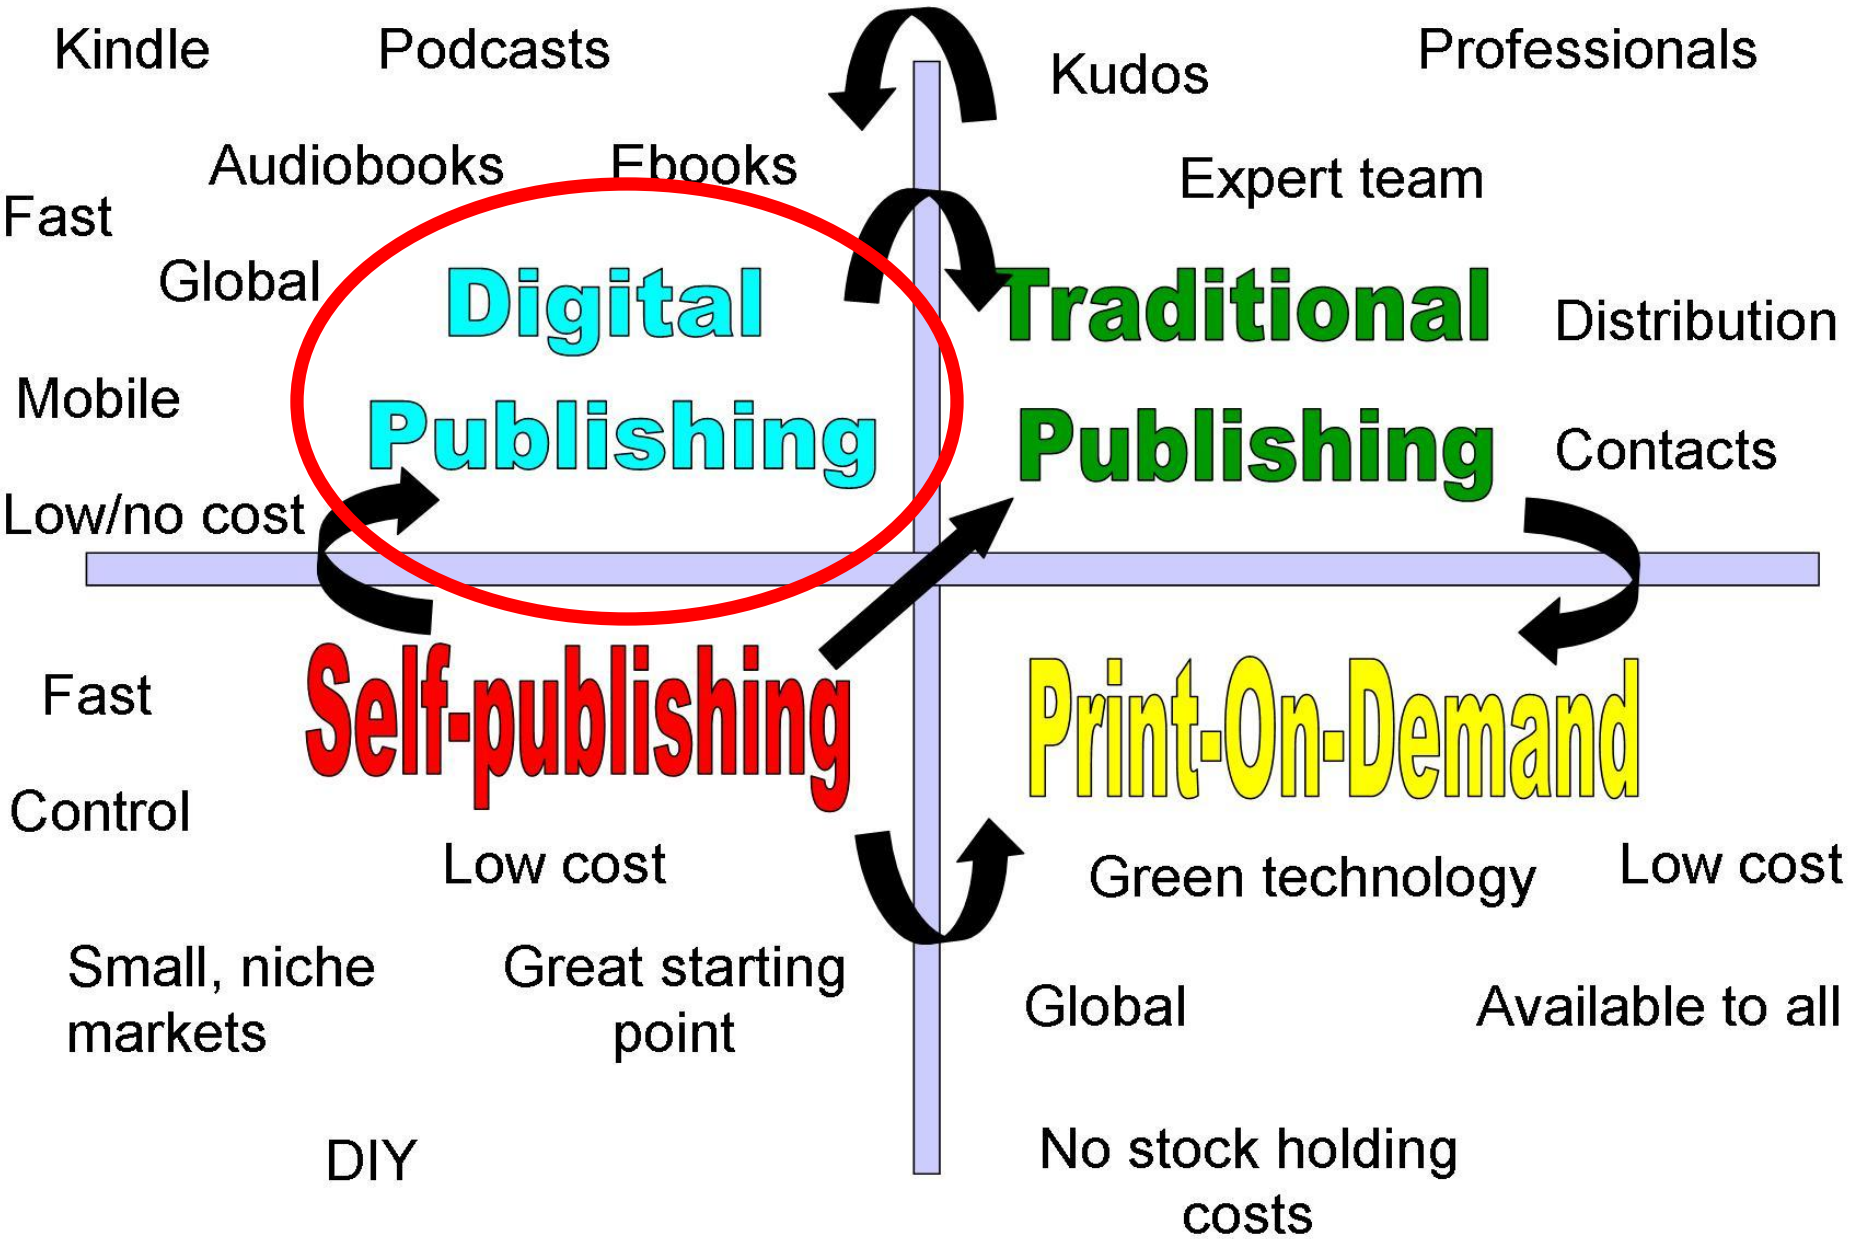 Kindle
Podcasts
Audiobooks
Ebooks
Fast
Global
Digital
Publishing
Mobile
Low/no cost
Kudos
Professionals
Expert team
Traditional
Publishing
Distribution
Contacts
Self-publishing
Fast
Control
Low cost
Small, niche
markets
Great starting
point
DIY
Print-On-Demand
Green technology
Low cost
Global
Available to all
No stock holding
costs